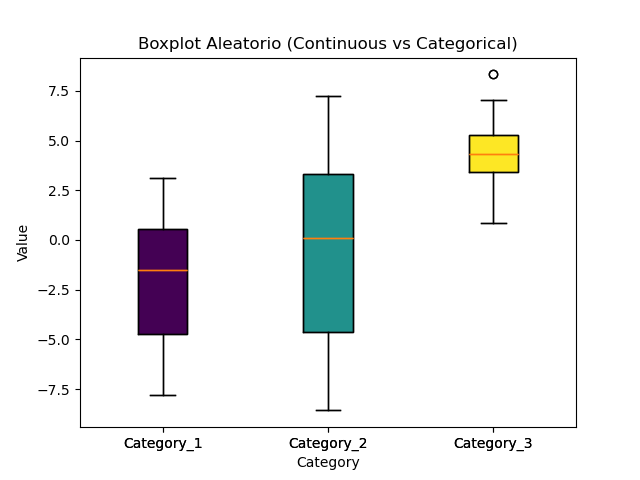 Boxplot Aleatorio (Continuous vs Categorical)
7.5
5.0
2.5
0.0
−2.5
−5.0
−7.5
Value
Category_1 Category_2 Category_3
Category